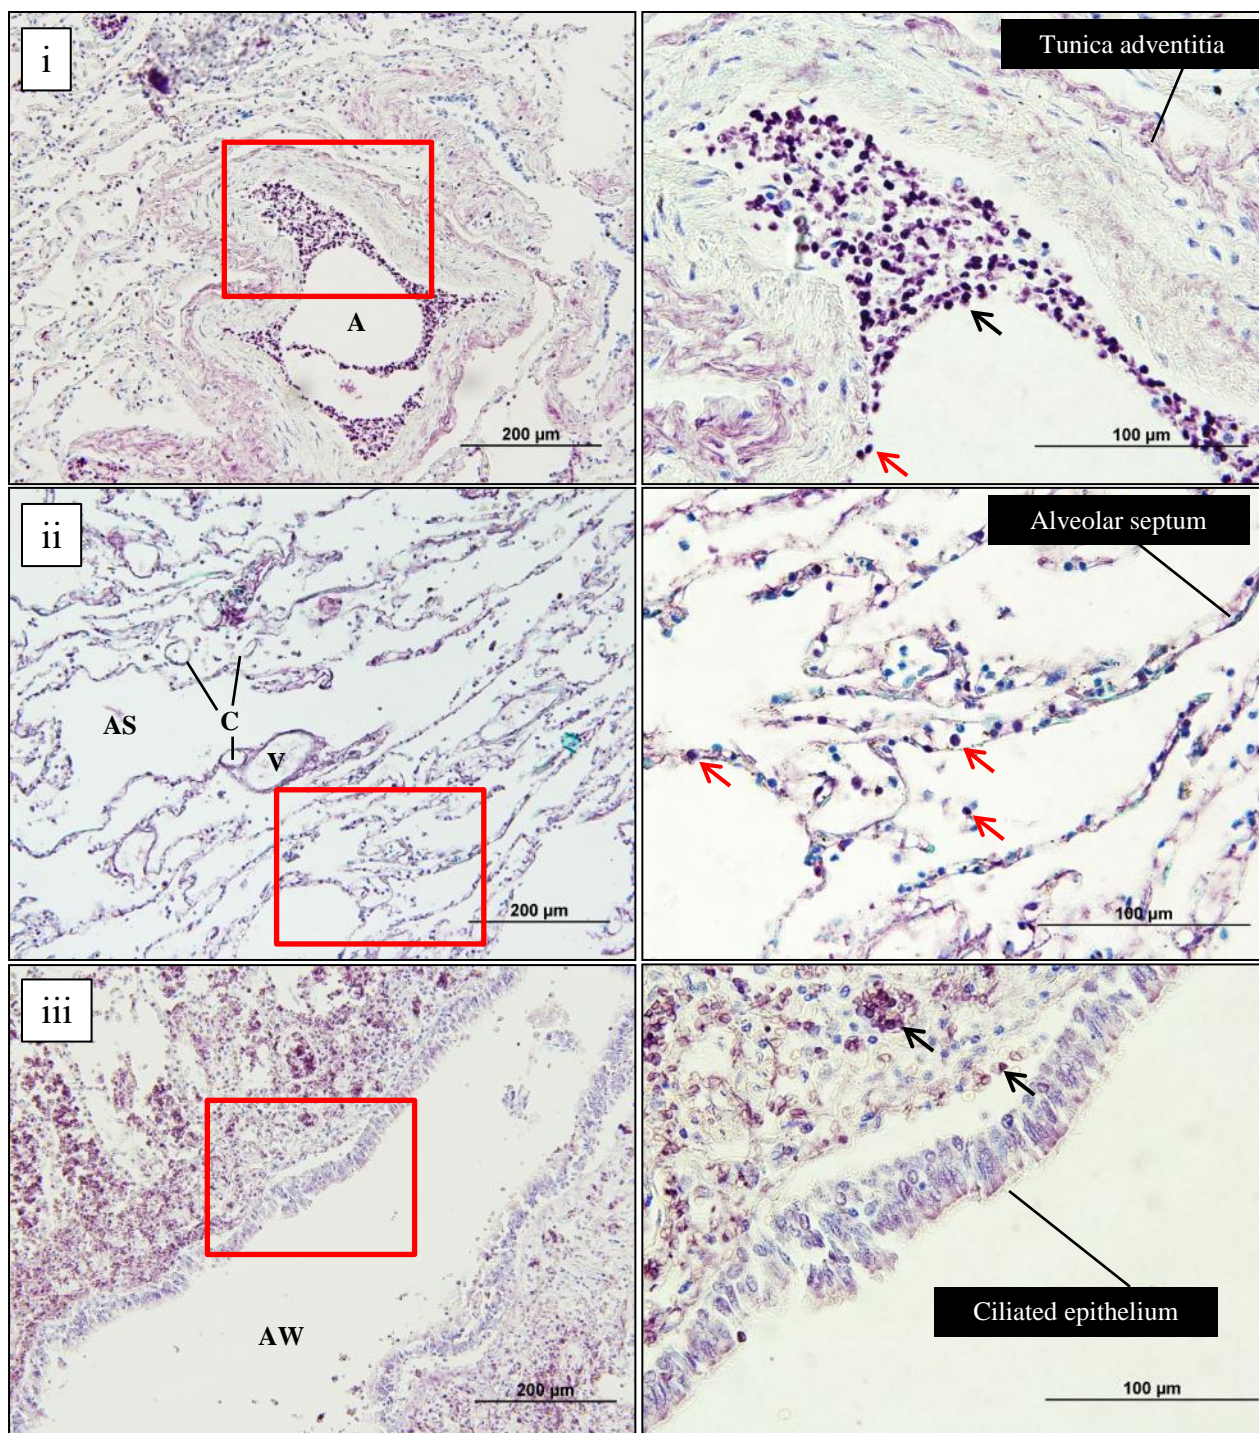 i
A
200 µm
Tunica adventitia
100 µm
ii
AS
C
V
200 µm
Alveolar septum
100 µm
iii
AW
200 µm
Ciliated epithelium
100 µm